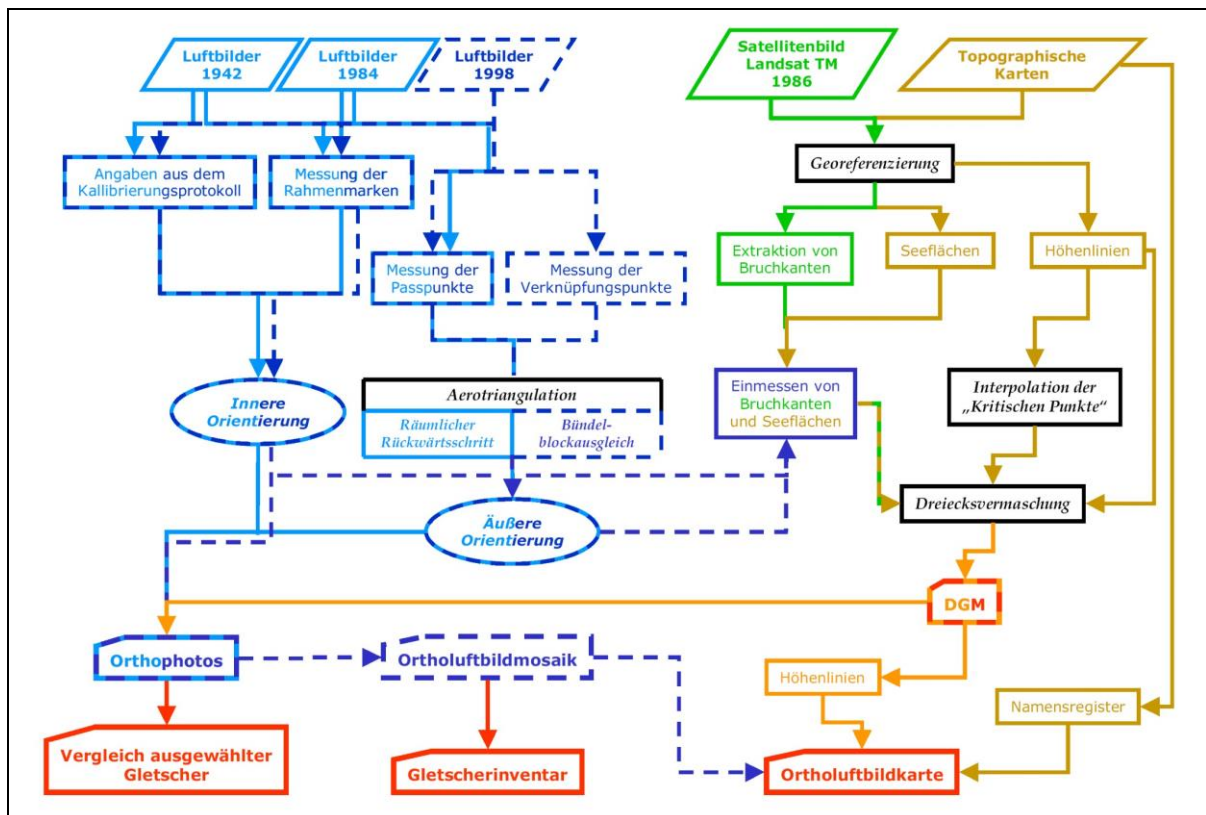 Luftbilder
1942
Luftbilder
1984
Luftbilder
1998
Satellitenbild
Landsat TM
1986
Topographische
Karten
Georeferenzierung
Angaben aus dem
Kallibrierungsprotokoll
Messung der
Rahmenmarken
Extraktion von
Bruchkanten
Seeflächen
Höhenlinien
Messung der
Passpunkte
Messung der
Verknüpfungspunkte
Innere
Orientierung
Aerotriangulation
Räumlicher
Rückwärtsschritt
Bündel-
blockausgleich
Einmessen von
Bruchkanten
und Seeflächen
Interpolation der
„Kritischen Punkte“
Dreiecksvermaschung
Äußere
Orientierung
DGM
Orthophotos
Ortholuftbildmosaik
Höhenlinien
Namensregister
Vergleich ausgewählter
Gletscher
Gletscherinventar
Ortholuftbildkarte